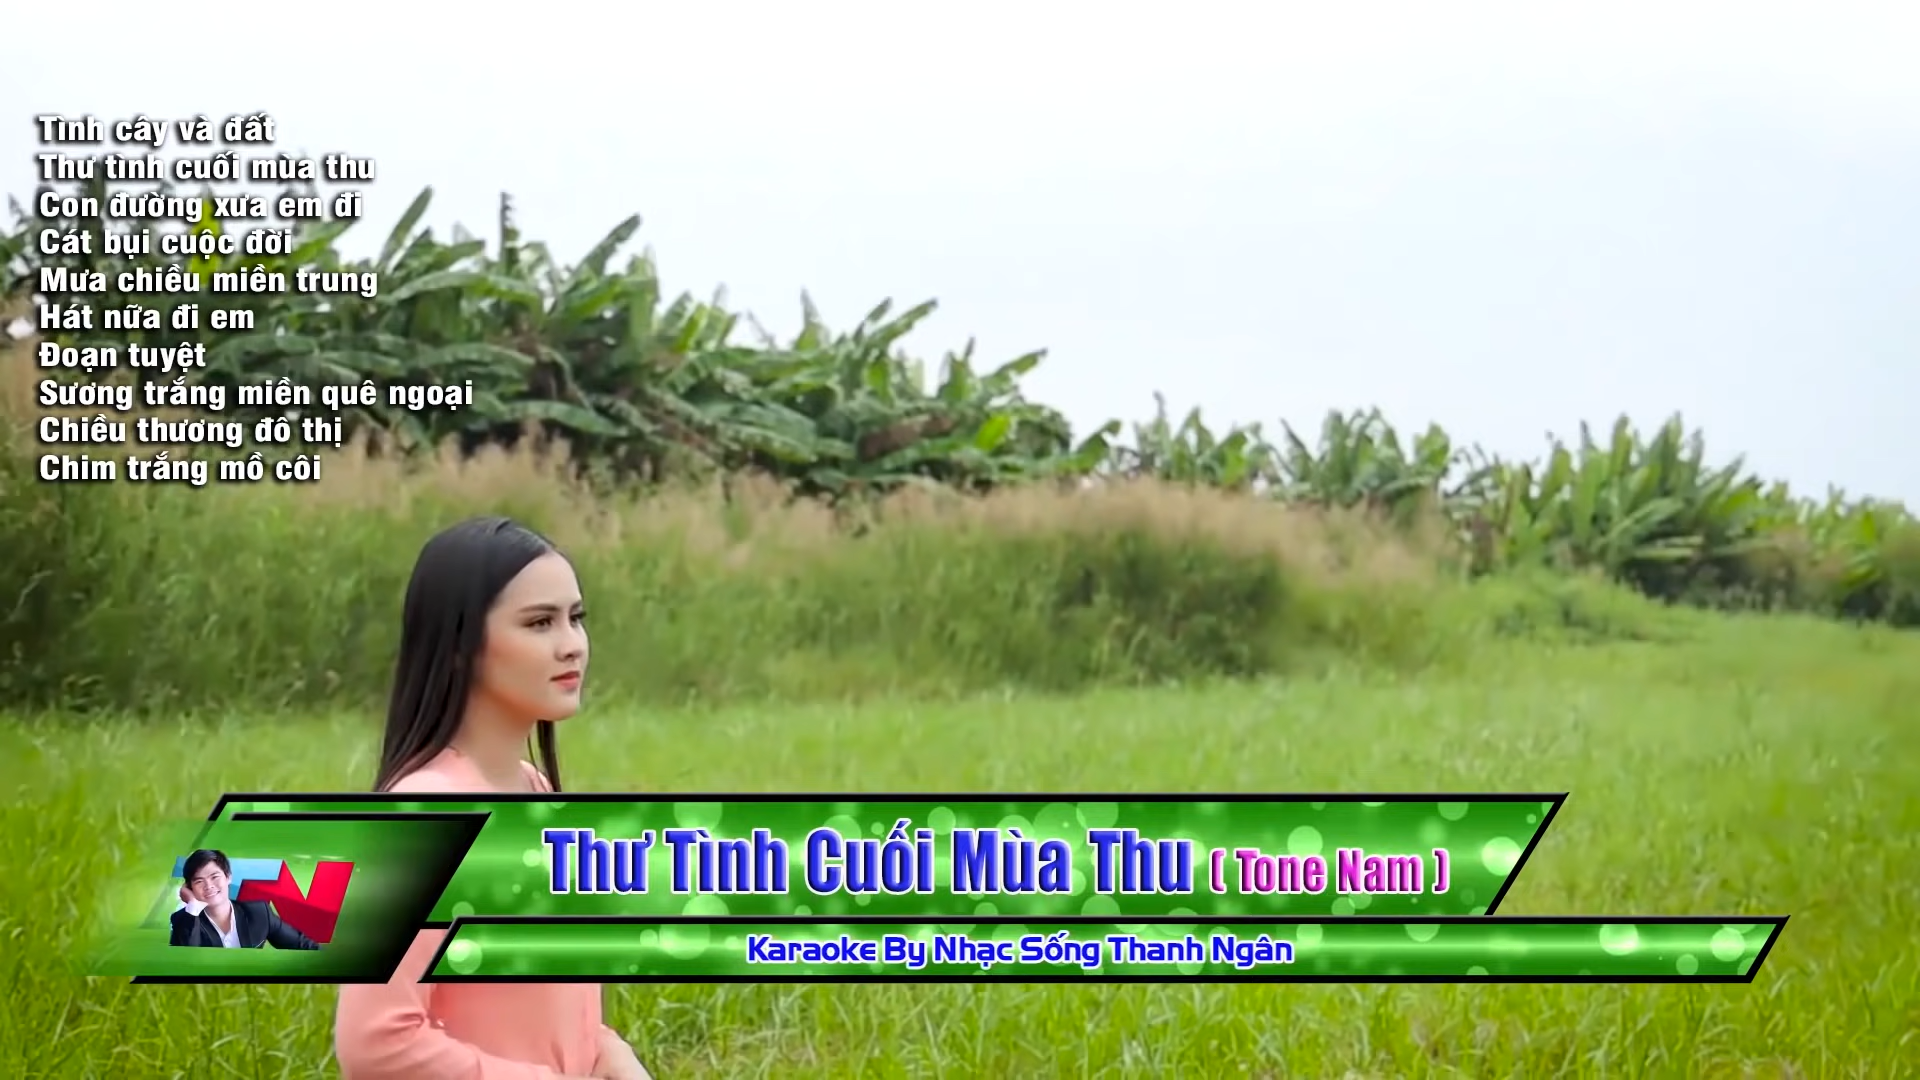 Tình cây và đất
Thư tình cuối mùa thu
Con đường xưa em đi
Cát bụi cuộc đời
Mưa chiều miền trung
Hát nữa đi em
Đoạn tuyệt
Sương trắng miền quê ngoại
Chiều thương đô thị
Chim trắng mồ côi
Thư Tình Cuối Mùa Thu ( Tone Nam )
TN
Karaoke By Nhạc Sống Thanh Ngân